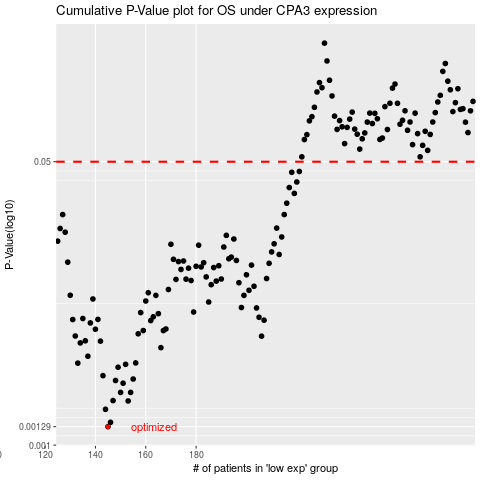 Cumulative P-Value plot for OS under CPA3 expression
P-Value(log10)
0.05
0.00129
0.001
optimized
0 120 140 160 180
# of patients in 'low exp' group